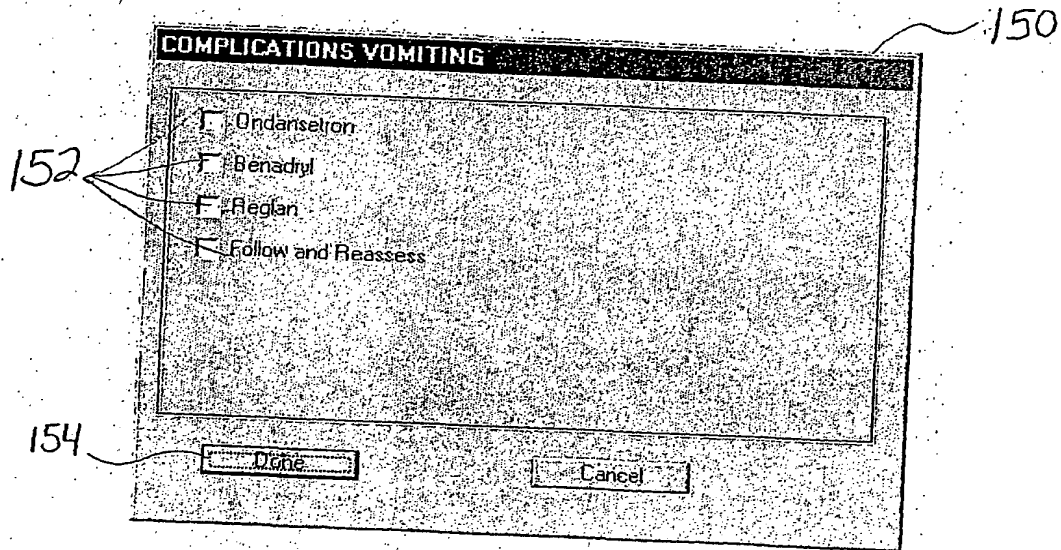 150
COMPLICATIONS, VOMITING
Ondansetron
Benadryl
Reglan
152
Follow and Reassess
154
Done
Cancel